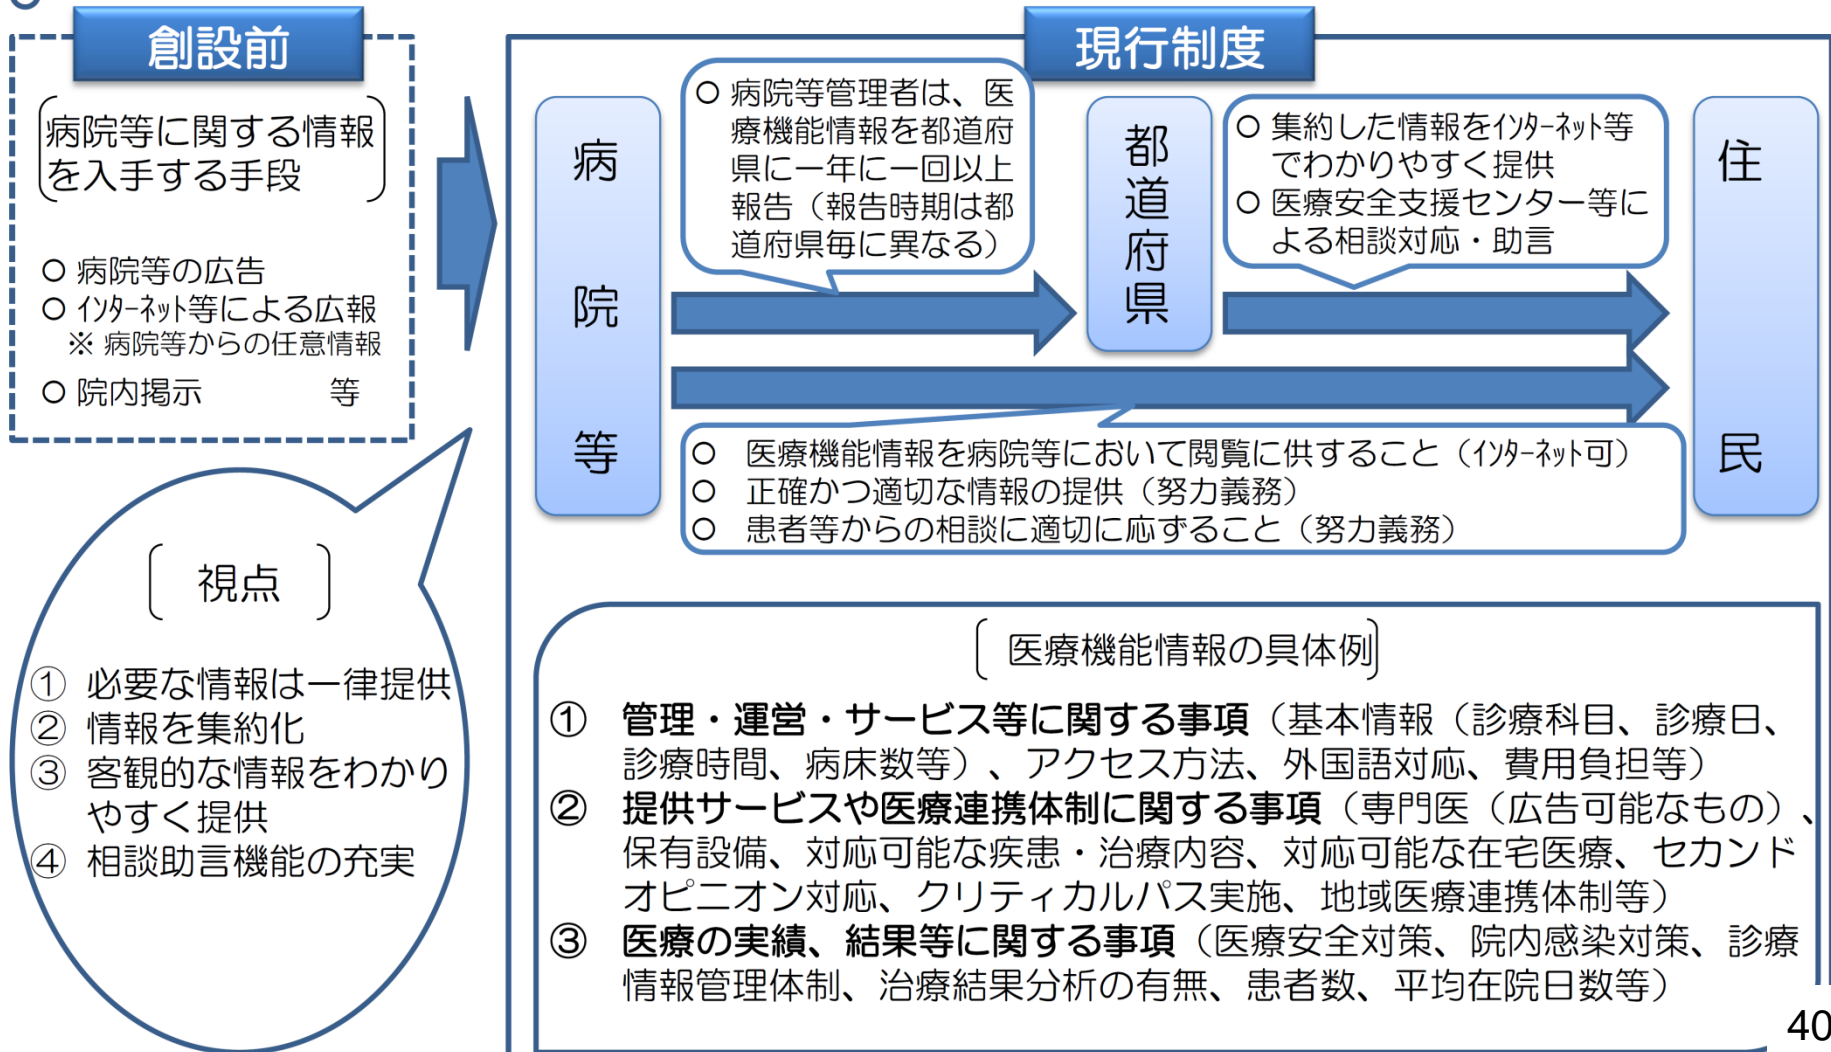 創設前
病院等に関する情報
を入手する手段
○ 病院等の広告
○ ｲﾝﾀｰﾈｯﾄ等による広報
※ 病院等からの任意情報
○ 院内掲示 等
視点
① 必要な情報は一律提供
② 情報を集約化
③ 客観的な情報をわかり
やすく提供
④ 相談助言機能の充実
現行制度
病院等
○ 病院等管理者は、医
療機能情報を都道府
県に一年に一回以上
報告（報告時期は都
道府県毎に異なる）
都道府県
○ 集約した情報をｲﾝﾀｰﾈｯﾄ等
でわかりやすく提供
○ 医療安全支援センター等に
よる相談対応・助言
住民
○ 医療機能情報を病院等において閲覧に供すること（ｲﾝﾀｰﾈｯﾄ可）
○ 正確かつ適切な情報の提供（努力義務）
○ 患者等からの相談に適切に応ずること（努力義務）
医療機能情報の具体例
① 管理・運営・サービス等に関する事項（基本情報（診療科目、診療日、
診療時間、病床数等）、アクセス方法、外国語対応、費用負担等）
② 提供サービスや医療連携体制に関する事項（専門医（広告可能なもの）、
保有設備、対応可能な疾患・治療内容、対応可能な在宅医療、セカンド
オピニオン対応、クリティカルパス実施、地域医療連携体制等）
③ 医療の実績、結果等に関する事項（医療安全対策、院内感染対策、診療
情報管理体制、治療結果分析の有無、患者数、平均在院日数等）
40